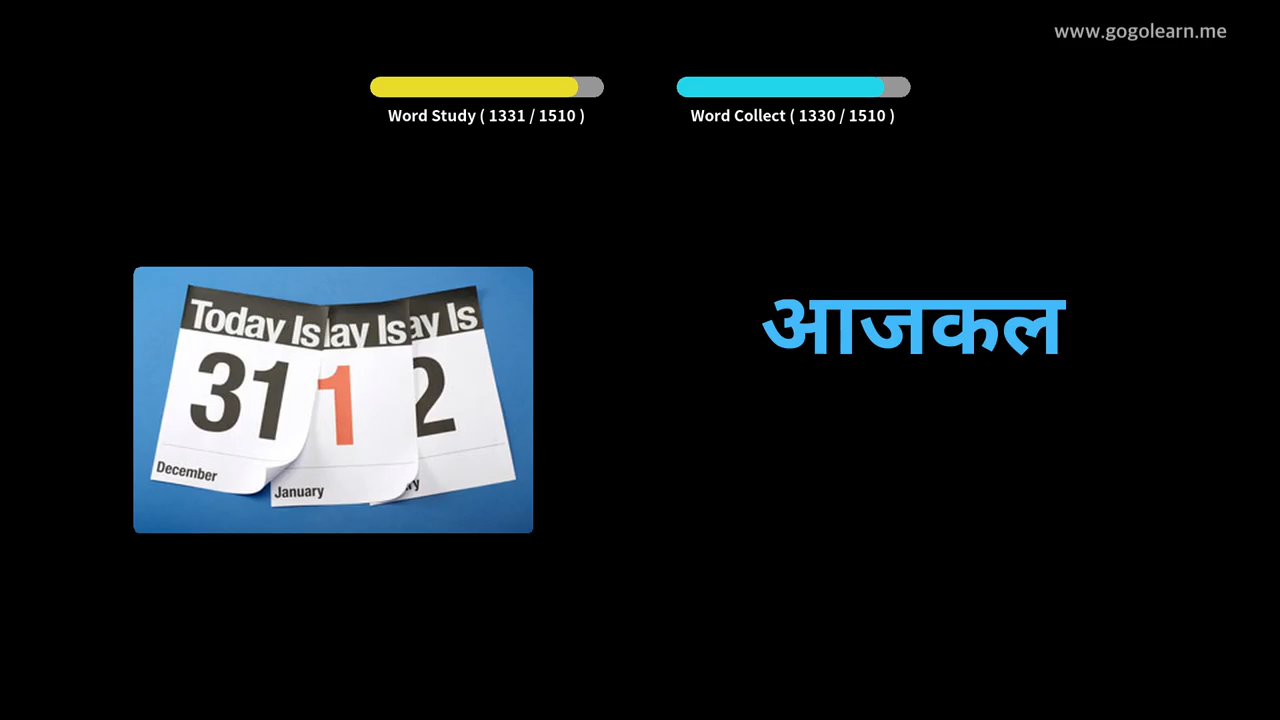 www.gogolearn.me
Word Study ( 1331 / 1510 )
Word Collect ( 1330 / 1510 )
Today Is
31
December
ay Is
1
January
ay Is
2
आजकल